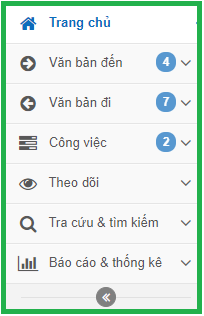 Trang chủ
Văn bản đến 4
Văn bản đi 7
Công việc 2
Theo dõi
Tra cứu & tìm kiếm
Báo cáo & thống kê